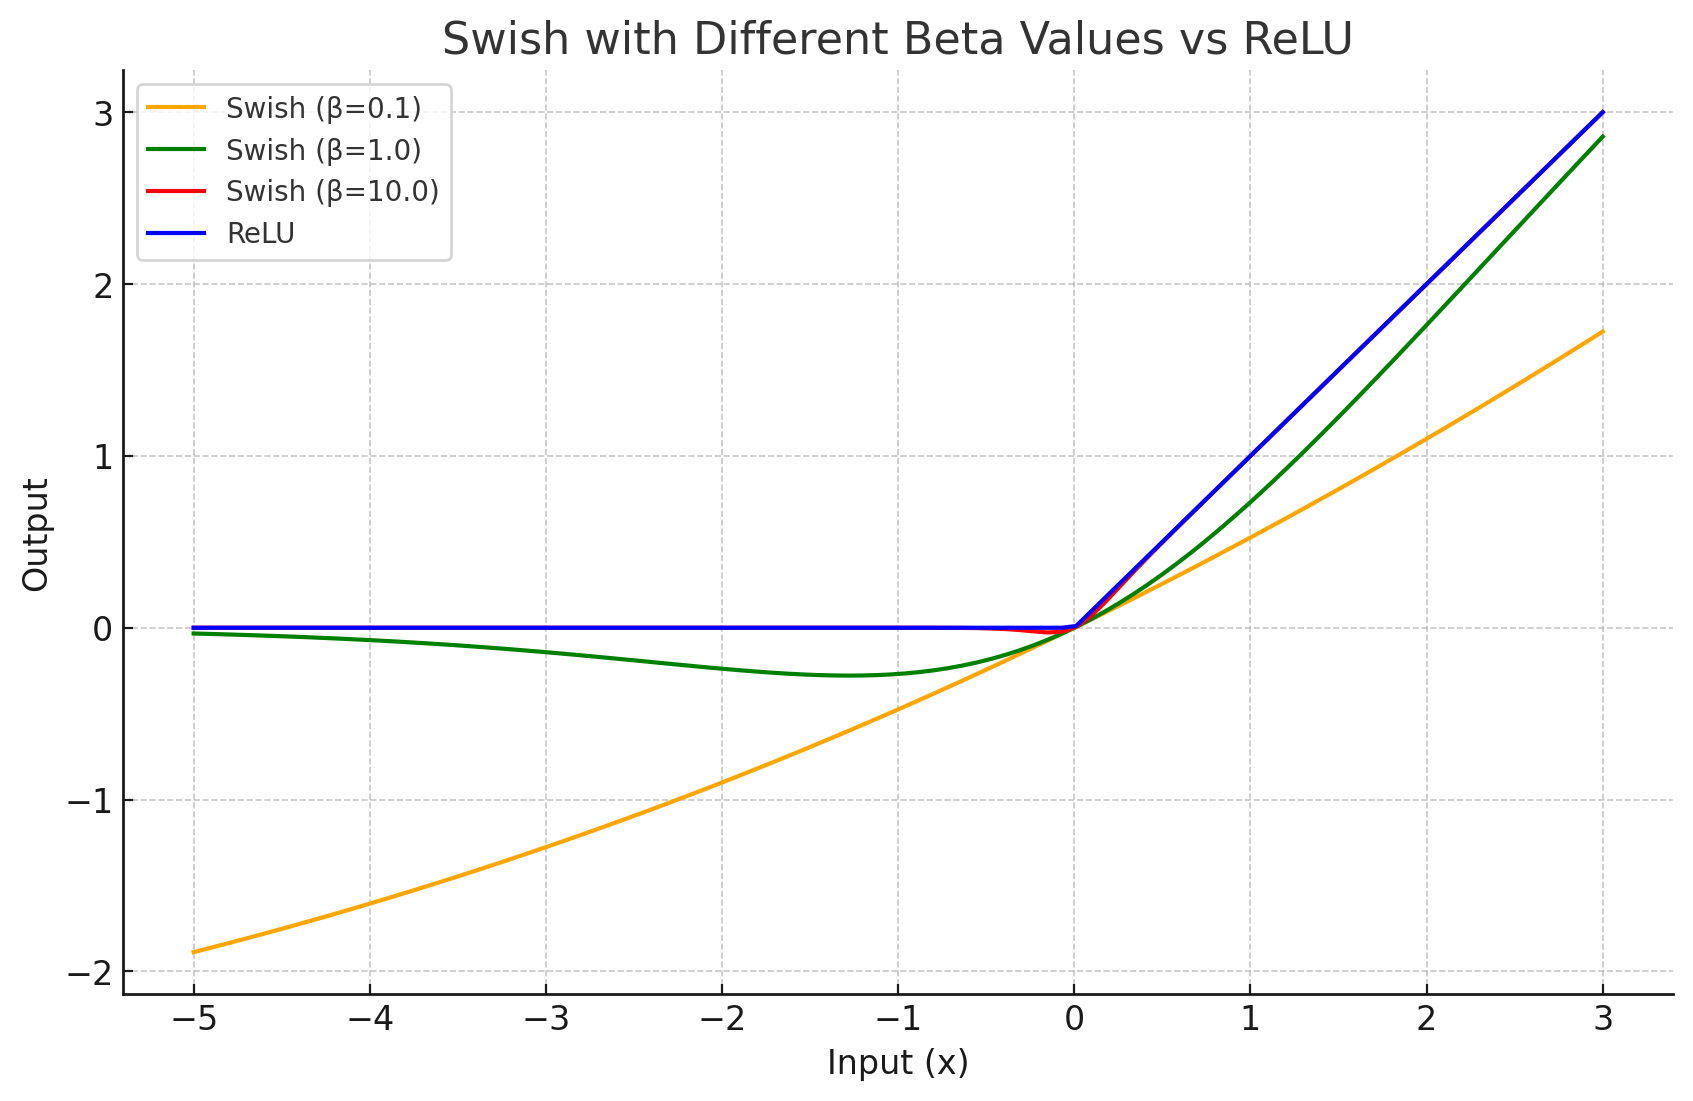 Swish with Different Beta Values vs ReLU
Swish (β=0.1)
Swish (β=1.0)
Swish (β=10.0)
ReLU
3
2
1
0
−1
−2
Output
−5 −4 −3 −2 −1 0 1 2 3
Input (x)